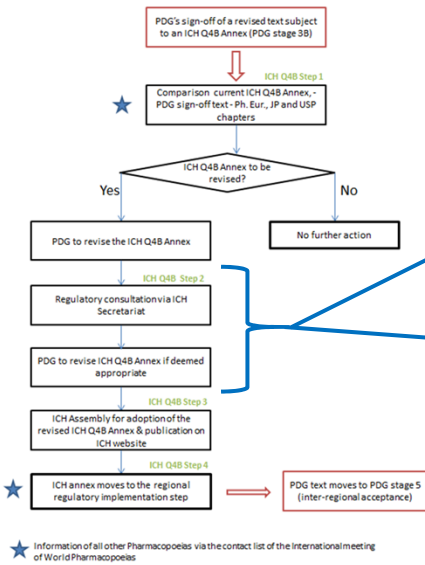 PDG's sign-off of a revised text subject
to an ICH Q4B Annex (PDG stage 3B)
ICH Q4B Step 1
Comparison current ICH Q4B Annex, -
PDG sign-off text - Ph. Eur., JP and USP
chapters
ICH Q4B Annex to be
revised?
Yes
No
PDG to revise the ICH Q4B Annex
No further action
ICH Q4B Step 2
Regulatory consultation via ICH
Secretariat
PDG to revise ICH Q4B Annex if deemed
appropriate
ICH Q4B Step 3
ICH Assembly for adoption of the
revised ICH Q4B Annex & publication on
ICH website
ICH Q4B Step 4
ICH annex moves to the regional
regulatory implementation step
PDG text moves to PDG stage 5
(inter-regional acceptance)
Information of all other Pharmacopoeias via the contact list of the International meeting
of World Pharmacopoeias